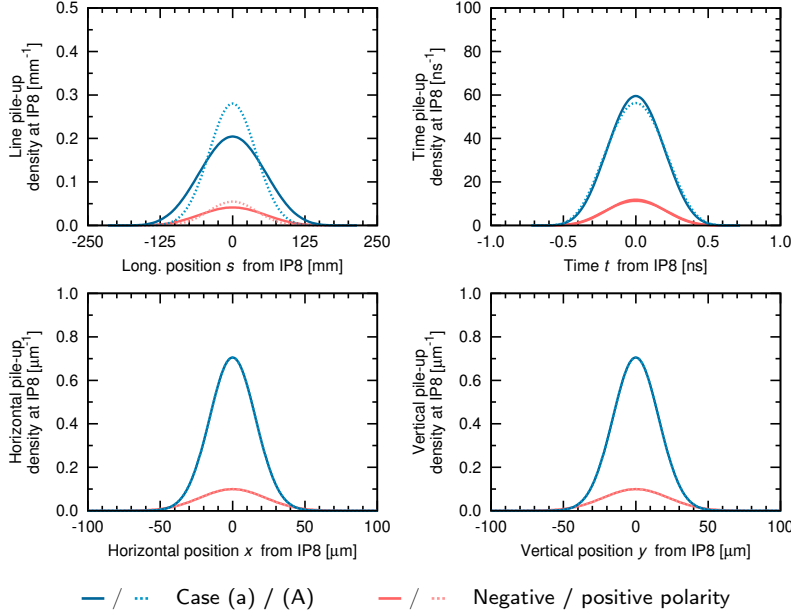 0.5
0.4
0.3
0.2
0.1
0.0
-250 -125 0 125 250
Line pile-up
density at IP8 [mm⁻¹]
Long. position s from IP8 [mm]
100
80
60
40
20
0
-1.0 -0.5 0.0 0.5 1.0
Time pile-up
density at IP8 [ns⁻¹]
Time t from IP8 [ns]
1.0
0.8
0.6
0.4
0.2
0.0
-100 -50 0 50 100
Horizontal pile-up
density at IP8 [μm⁻¹]
Horizontal position x from IP8 [μm]
1.0
0.8
0.6
0.4
0.2
0.0
-100 -50 0 50 100
Vertical pile-up
density at IP8 [μm⁻¹]
Vertical position y from IP8 [μm]
/ Case (a) / (A) / Negative / positive polarity